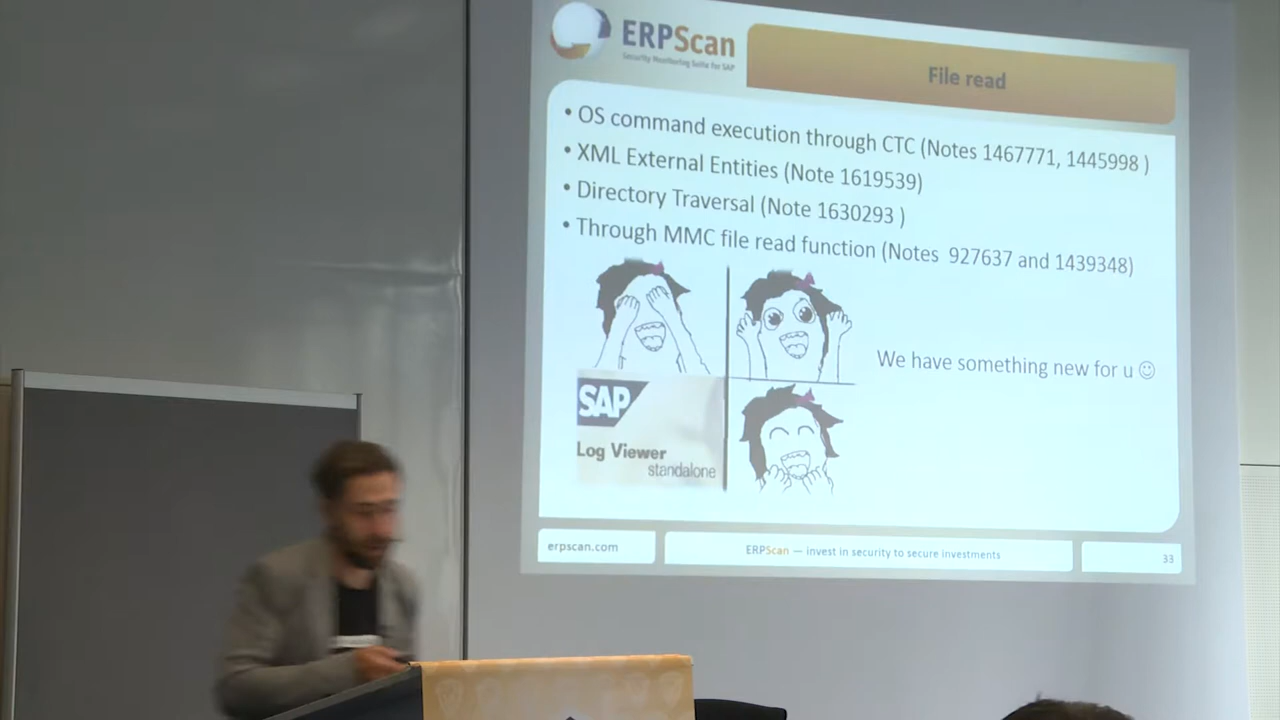 ERPScan
Security Monitoring Suite for SAP
File read
• OS command execution through CTC (Notes 1467771, 1445998 )
• XML External Entities (Note 1619539)
• Directory Traversal (Note 1630293 )
• Through MMC file read function (Notes  927637 and 1439348)
We have something new for u ☺
SAP
Log Viewer
standalone
erpscan.com
ERPScan — invest in security to secure investments
33